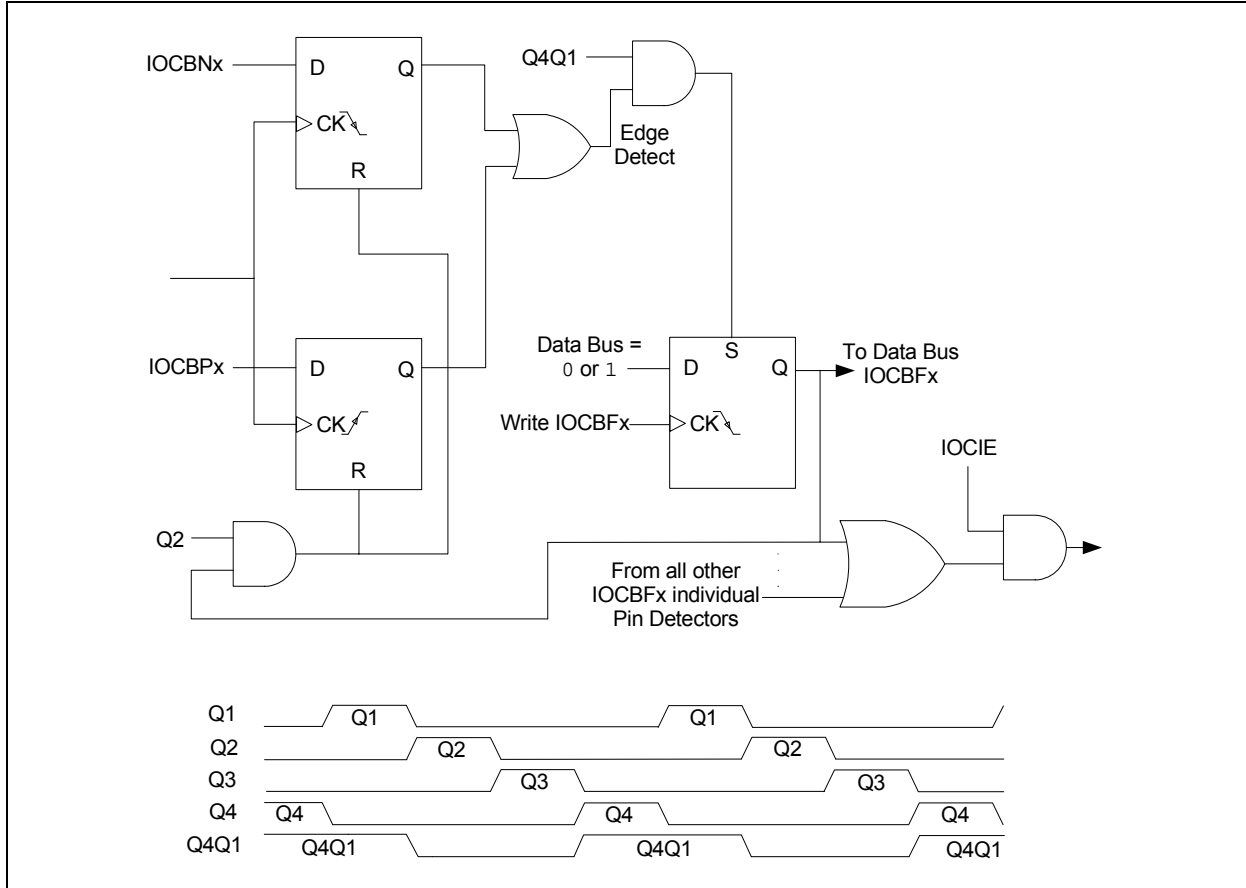 IOCBNx
D
Q
CK
R
Q4Q1
Edge
Detect
IOCBPx
D
Q
CK
R
Q2
Data Bus =
0 or 1
S
D
Q
Write IOCBFx
CK
To Data Bus
IOCBFx
IOCIE
From all other
IOCBFx individual
Pin Detectors
Q1
Q1
Q1
Q2
Q2
Q2
Q3
Q3
Q3
Q4
Q4
Q4
Q4
Q4Q1
Q4Q1
Q4Q1
Q4Q1